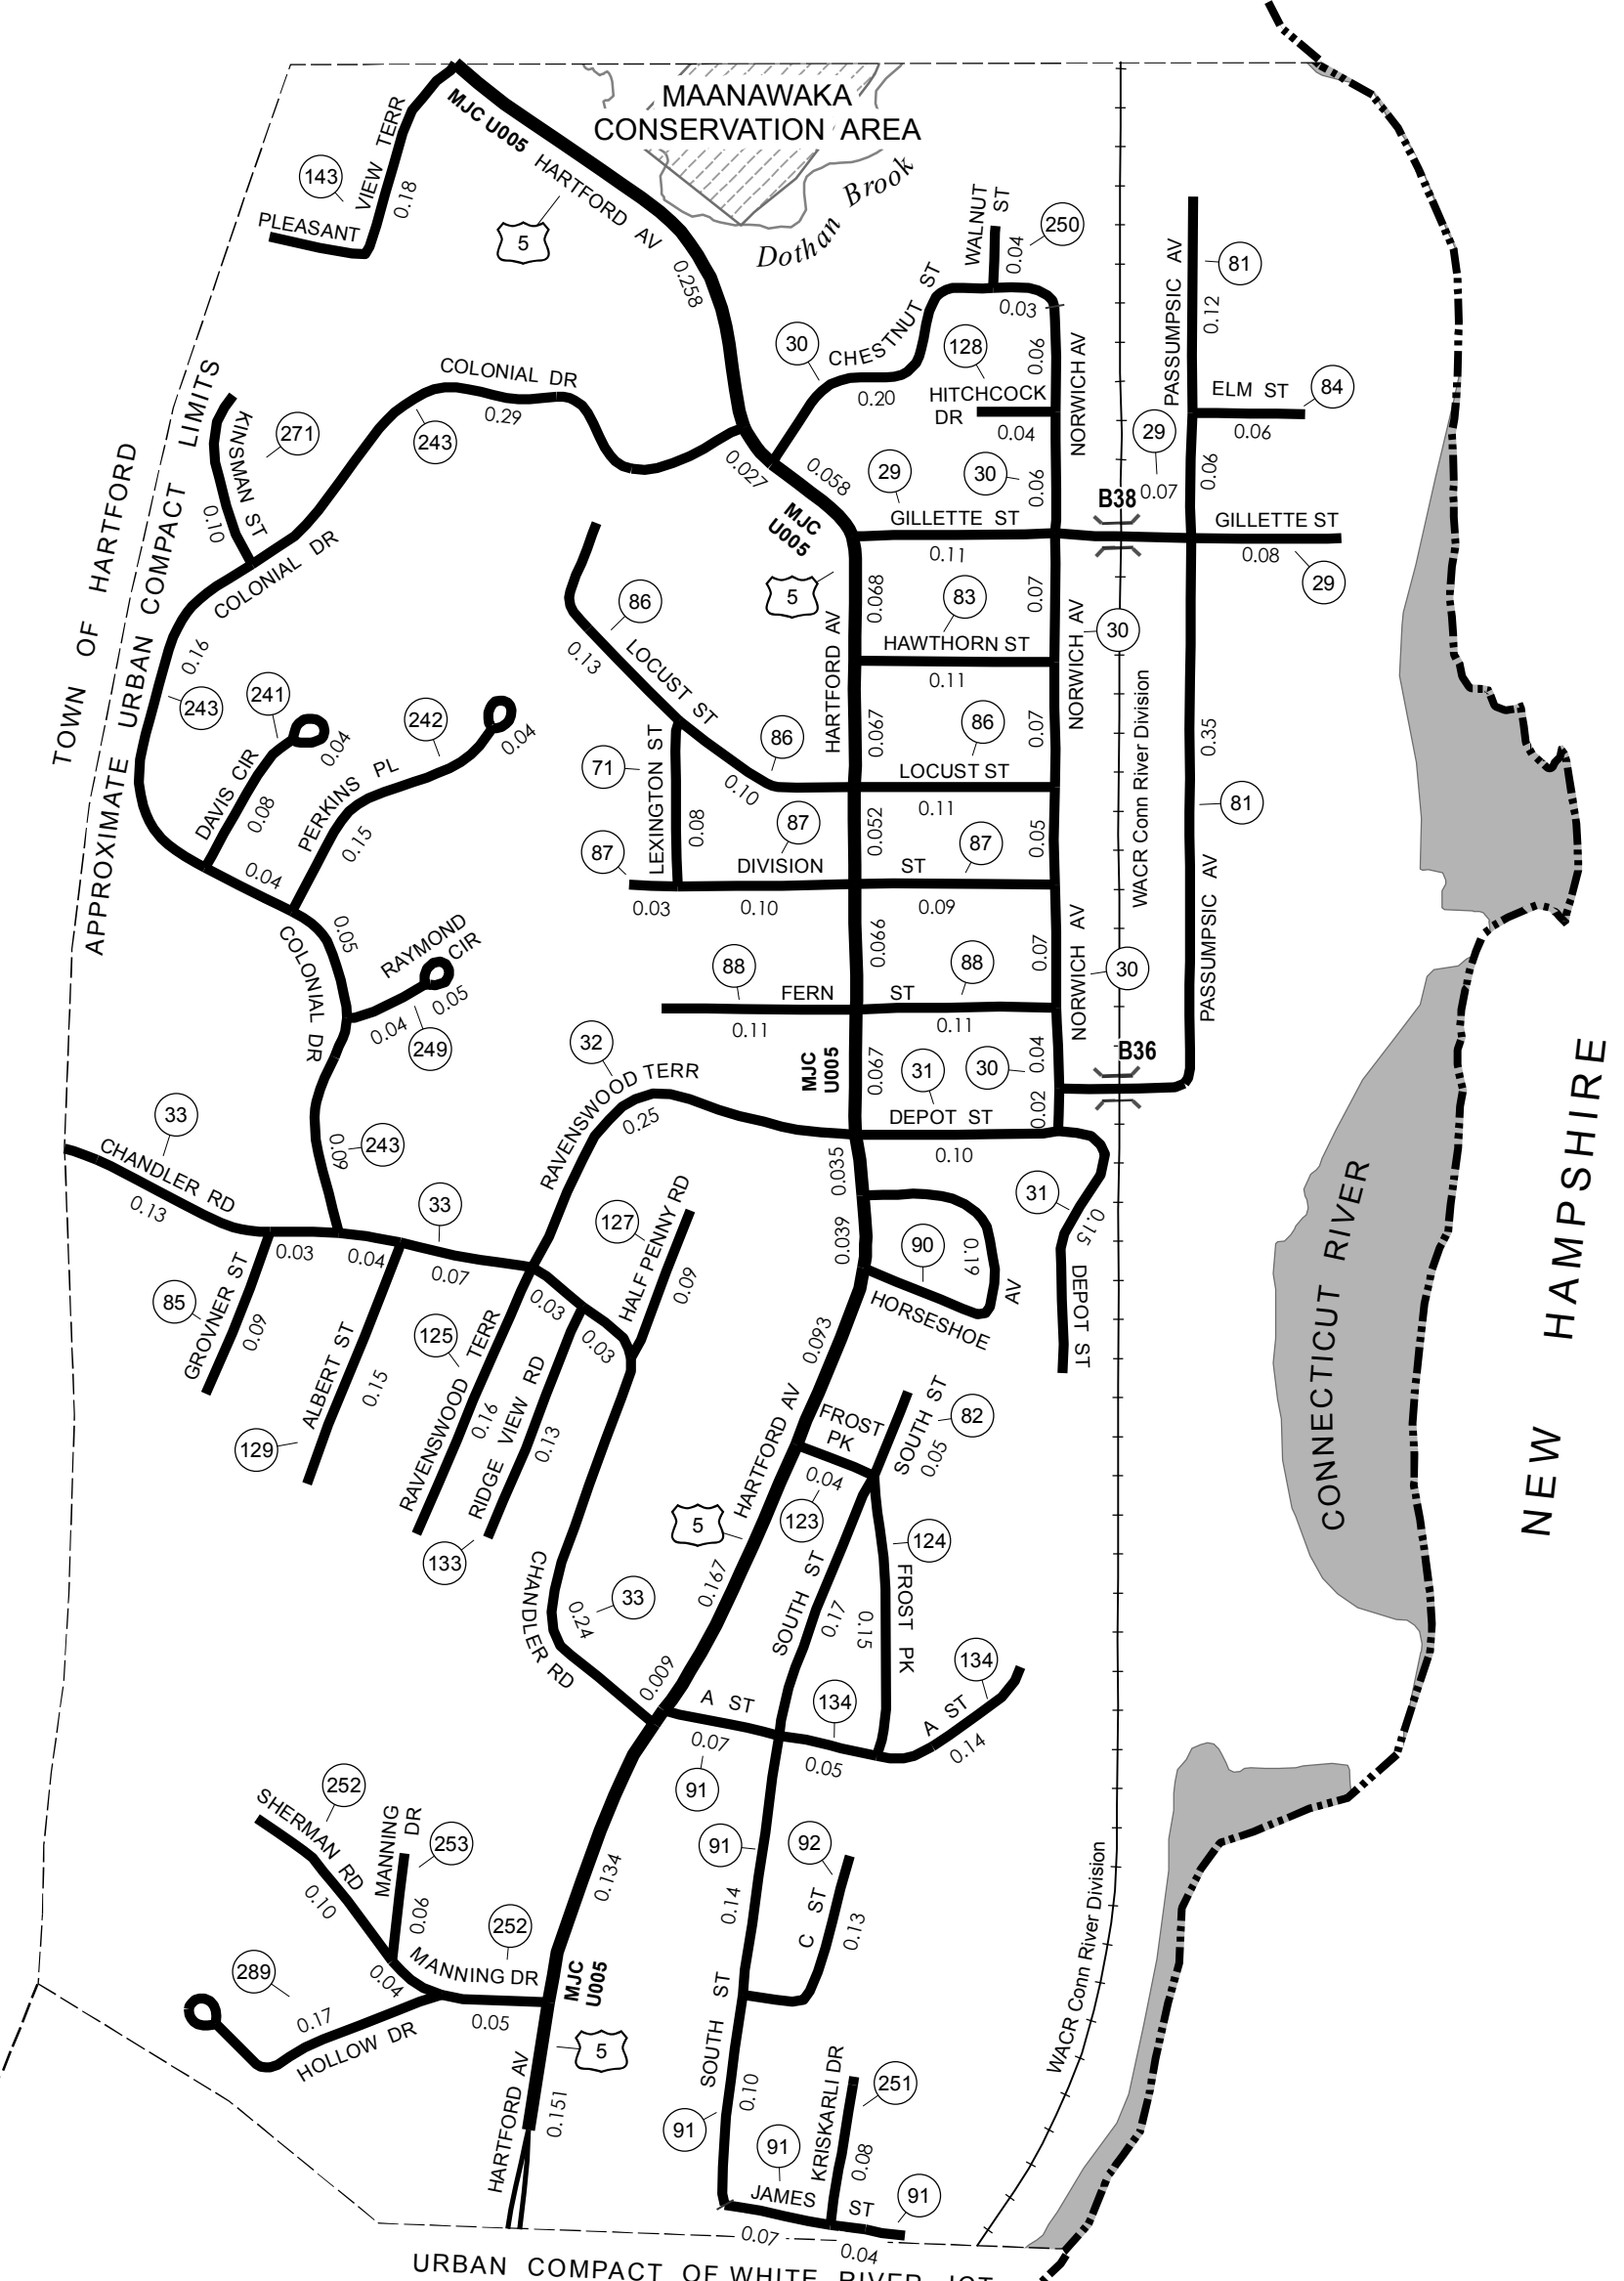 MAANAWAKA
CONSERVATION AREA
Dothan Brook
MJC U005
HARTFORD AV
5
0.258
143
VIEW TERR
0.18
PLEASANT
WALNUT
ST
0.04
250
0.03
CHESTNUT ST
30
0.20
128
HITCHCOCK
DR
0.04
0.06
NORWICH AV
PASSUMPSIC AV
81
0.12
ELM ST
84
0.06
29
0.07
0.06
B38
COLONIAL DR
0.29
243
271
KINSMAN ST
0.10
COLONIAL DR
0.027
0.058
29
30
0.06
GILLETTE ST
0.11
GILLETTE ST
0.08
29
MJC
U005
5
TOWN OF HARTFORD
APPROXIMATE URBAN COMPACT LIMITS
0.16
243
86
LOCUST ST
0.13
HARTFORD AV
0.068
83
HAWTHORN ST
0.11
0.07
NORWICH AV
30
241
DAVIS CIR
0.08
0.04
242
PERKINS PL
0.15
0.04
0.067
86
LOCUST ST
0.11
0.07
WACR Conn River Division
0.35
81
PASSUMPSIC AV
71
LEXINGTON ST
0.08
86
0.10
87
87
DIVISION ST
87
0.052
0.05
0.03
0.10
0.09
0.04
0.05
COLONIAL DR
RAYMOND
CIR
0.04
0.05
249
88
FERN ST
88
0.066
0.07
NORWICH AV
30
0.11
0.11
32
RAVENSWOOD TERR
0.25
MJC
U005
0.067
31
30
0.04
B36
DEPOT ST
0.02
0.10
33
CHANDLER RD
0.13
0.09
243
33
0.03
0.04
0.07
85
GROVNER ST
0.09
129
ALBERT ST
0.15
125
RAVENSWOOD TERR
0.16
0.03
RIDGE VIEW RD
0.13
133
0.03
127
HALF PENNY RD
0.09
0.035
0.039
90
0.19
HORSESHOE AV
31
0.15
DEPOT ST
0.093
HARTFORD AV
FROST
PK
0.04
123
SOUTH ST
0.05
82
5
0.167
SOUTH ST
0.17
124
FROST PK
0.15
CHANDLER RD
0.24
33
0.009
A ST
0.07
91
134
0.05
A ST
134
0.14
CONNECTICUT RIVER
NEW HAMPSHIRE
252
SHERMAN RD
0.10
MANNING
DR
253
0.06
252
MANNING DR
0.04
0.05
289
0.17
HOLLOW DR
0.134
MJC
U005
5
HARTFORD AV
0.151
91
0.14
92
C ST
0.13
SOUTH ST
0.10
91
91
KRISKARLI DR
251
0.08
JAMES ST
91
0.07
0.04
WACR Conn River Division
URBAN COMPACT OF WHITE RIVER JCT